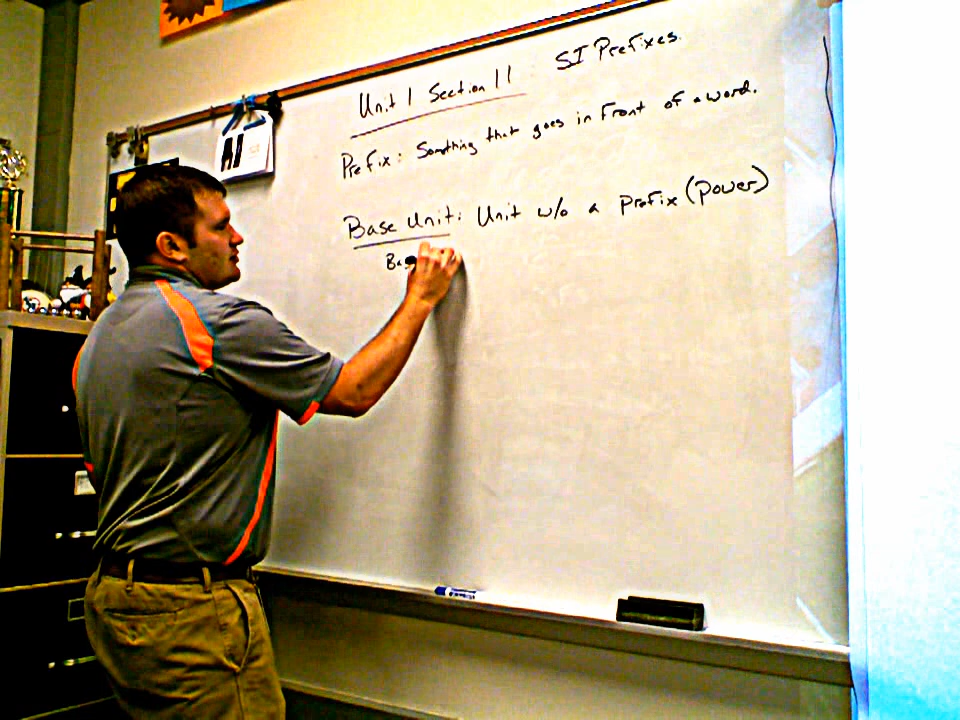 Unit 1 Section 11 SI Prefixes
Prefix: Something that goes in front of a word.
Base Unit: Unit w/o a prefix (power)
Bas